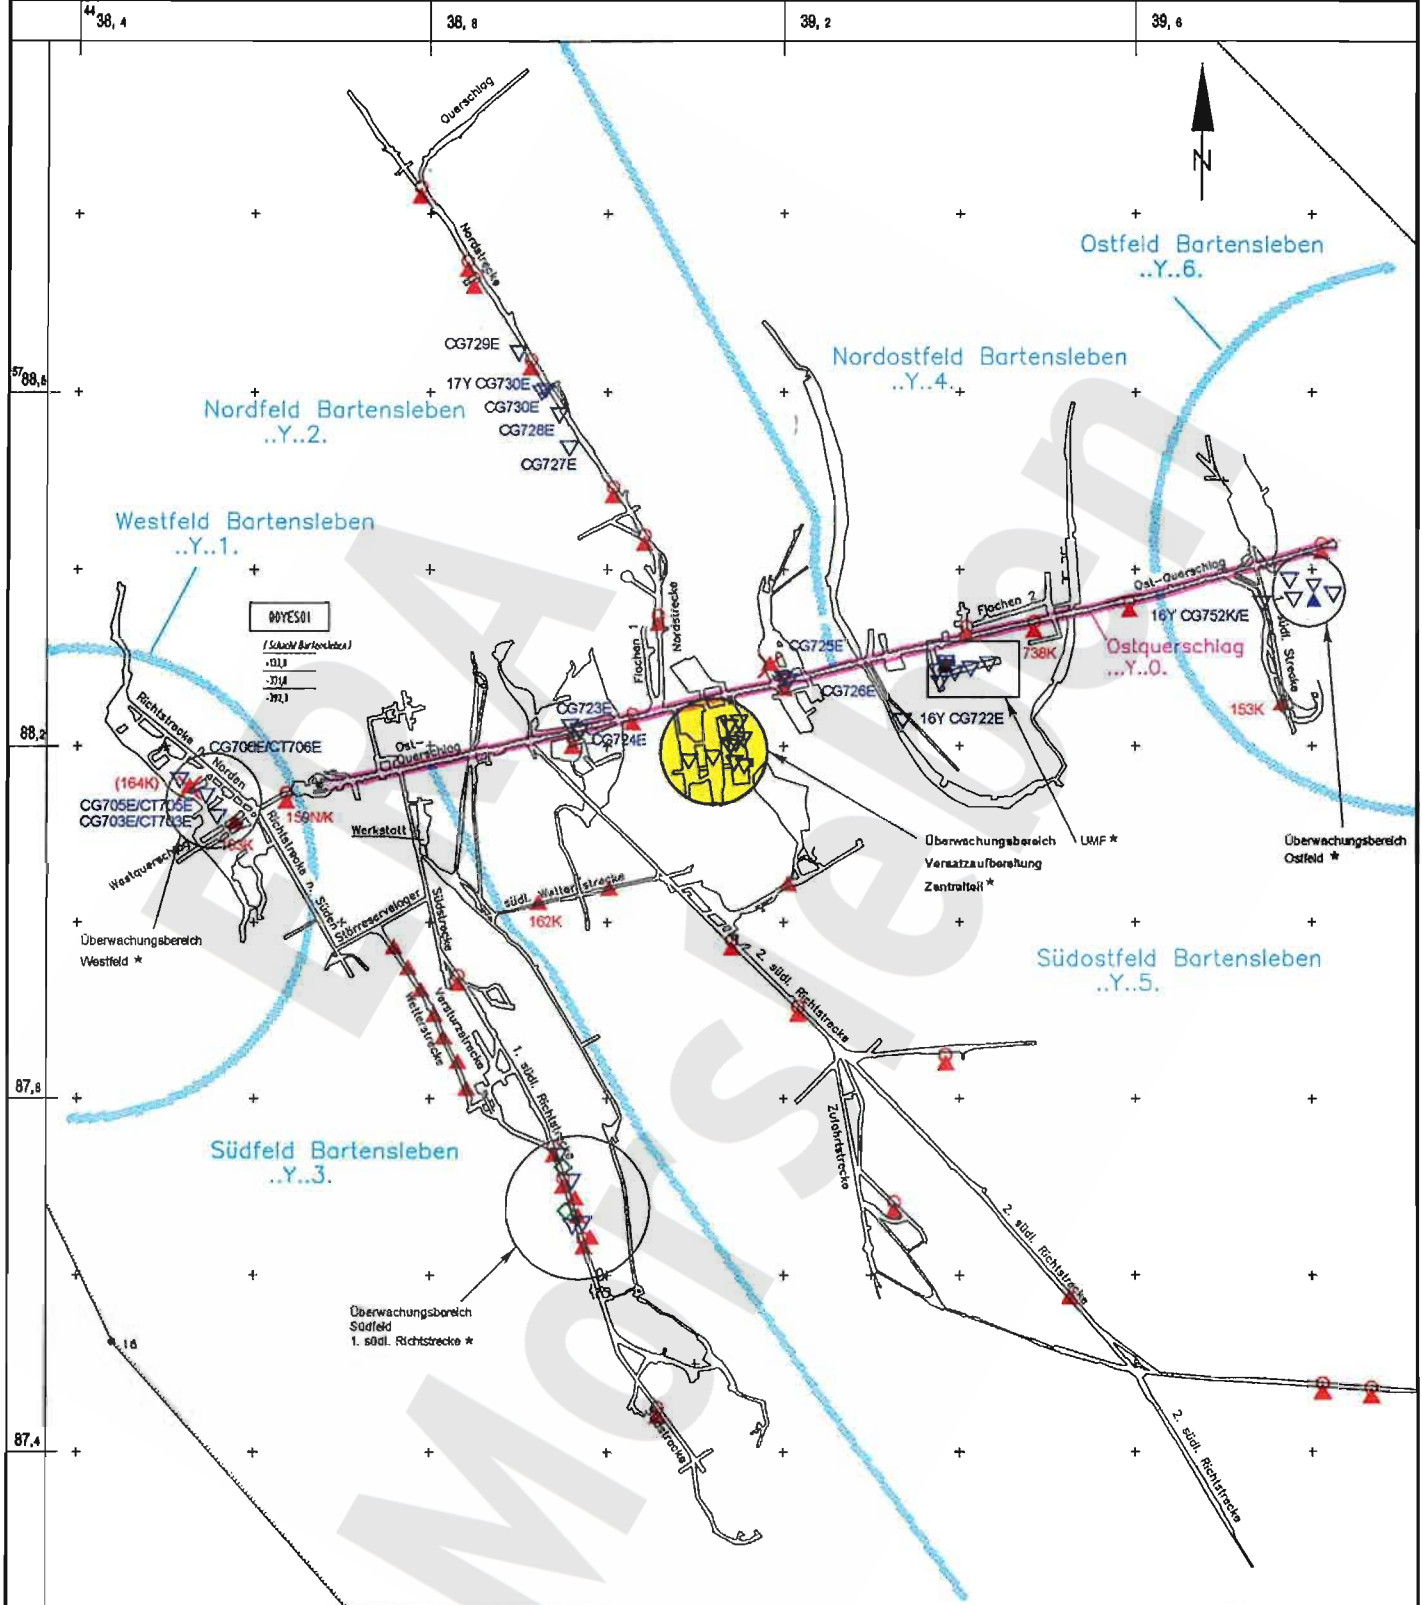 44
38, 4
38, 8
39, 2
39, 6
N
Querschlag
Nordstrecke
Ostfeld Bartensleben
..Y..6.
Nordostfeld Bartensleben
..Y..4.
57
CG729E
17Y CG730E
CG730E
CG728E
CG727E
Nordfeld Bartensleben
..Y..2.
Westfeld Bartensleben
..Y..1.
00YES01
Flachen 1
Nordstrecke
Ost-Querschlag
Flachen 2
16Y CG752K/E
CG725E
738K
Ostquerschlag
...Y..0.
CG726E
südl. Strecke
153K
16Y CG722E
CG723E
CG724E
88,2
Richtstrecke
Norden
CG706E/CT706E
(164K)
CG705E/CT705E
CG703E/CT703E
159N/K
Ost-
Querschlag
Westquerschlag
Richtstrecke n. Süden
Werkstatt
Überwachungsbereich
Versatzaufbereitung
Zentralteil *
UMF *
Überwachungsbereich
Ostfeld *
südl. Wetterstrecke
162K
Störreservelager
Südstrecke
Überwachungsbereich
Westfeld *
Wetterstrecke
Versturzstrecke
1. südl. Richtstrecke
2. südl. Richtstrecke
Südostfeld Bartensleben
..Y..5.
87,8
Zufahrtstrecke
Südfeld Bartensleben
..Y..3.
2. südl. Richtstrecke
Überwachungsbereich
Südfeld
1. südl. Richtstrecke *
16
87,4
2. südl. Richtstrecke
ERA Morsleben